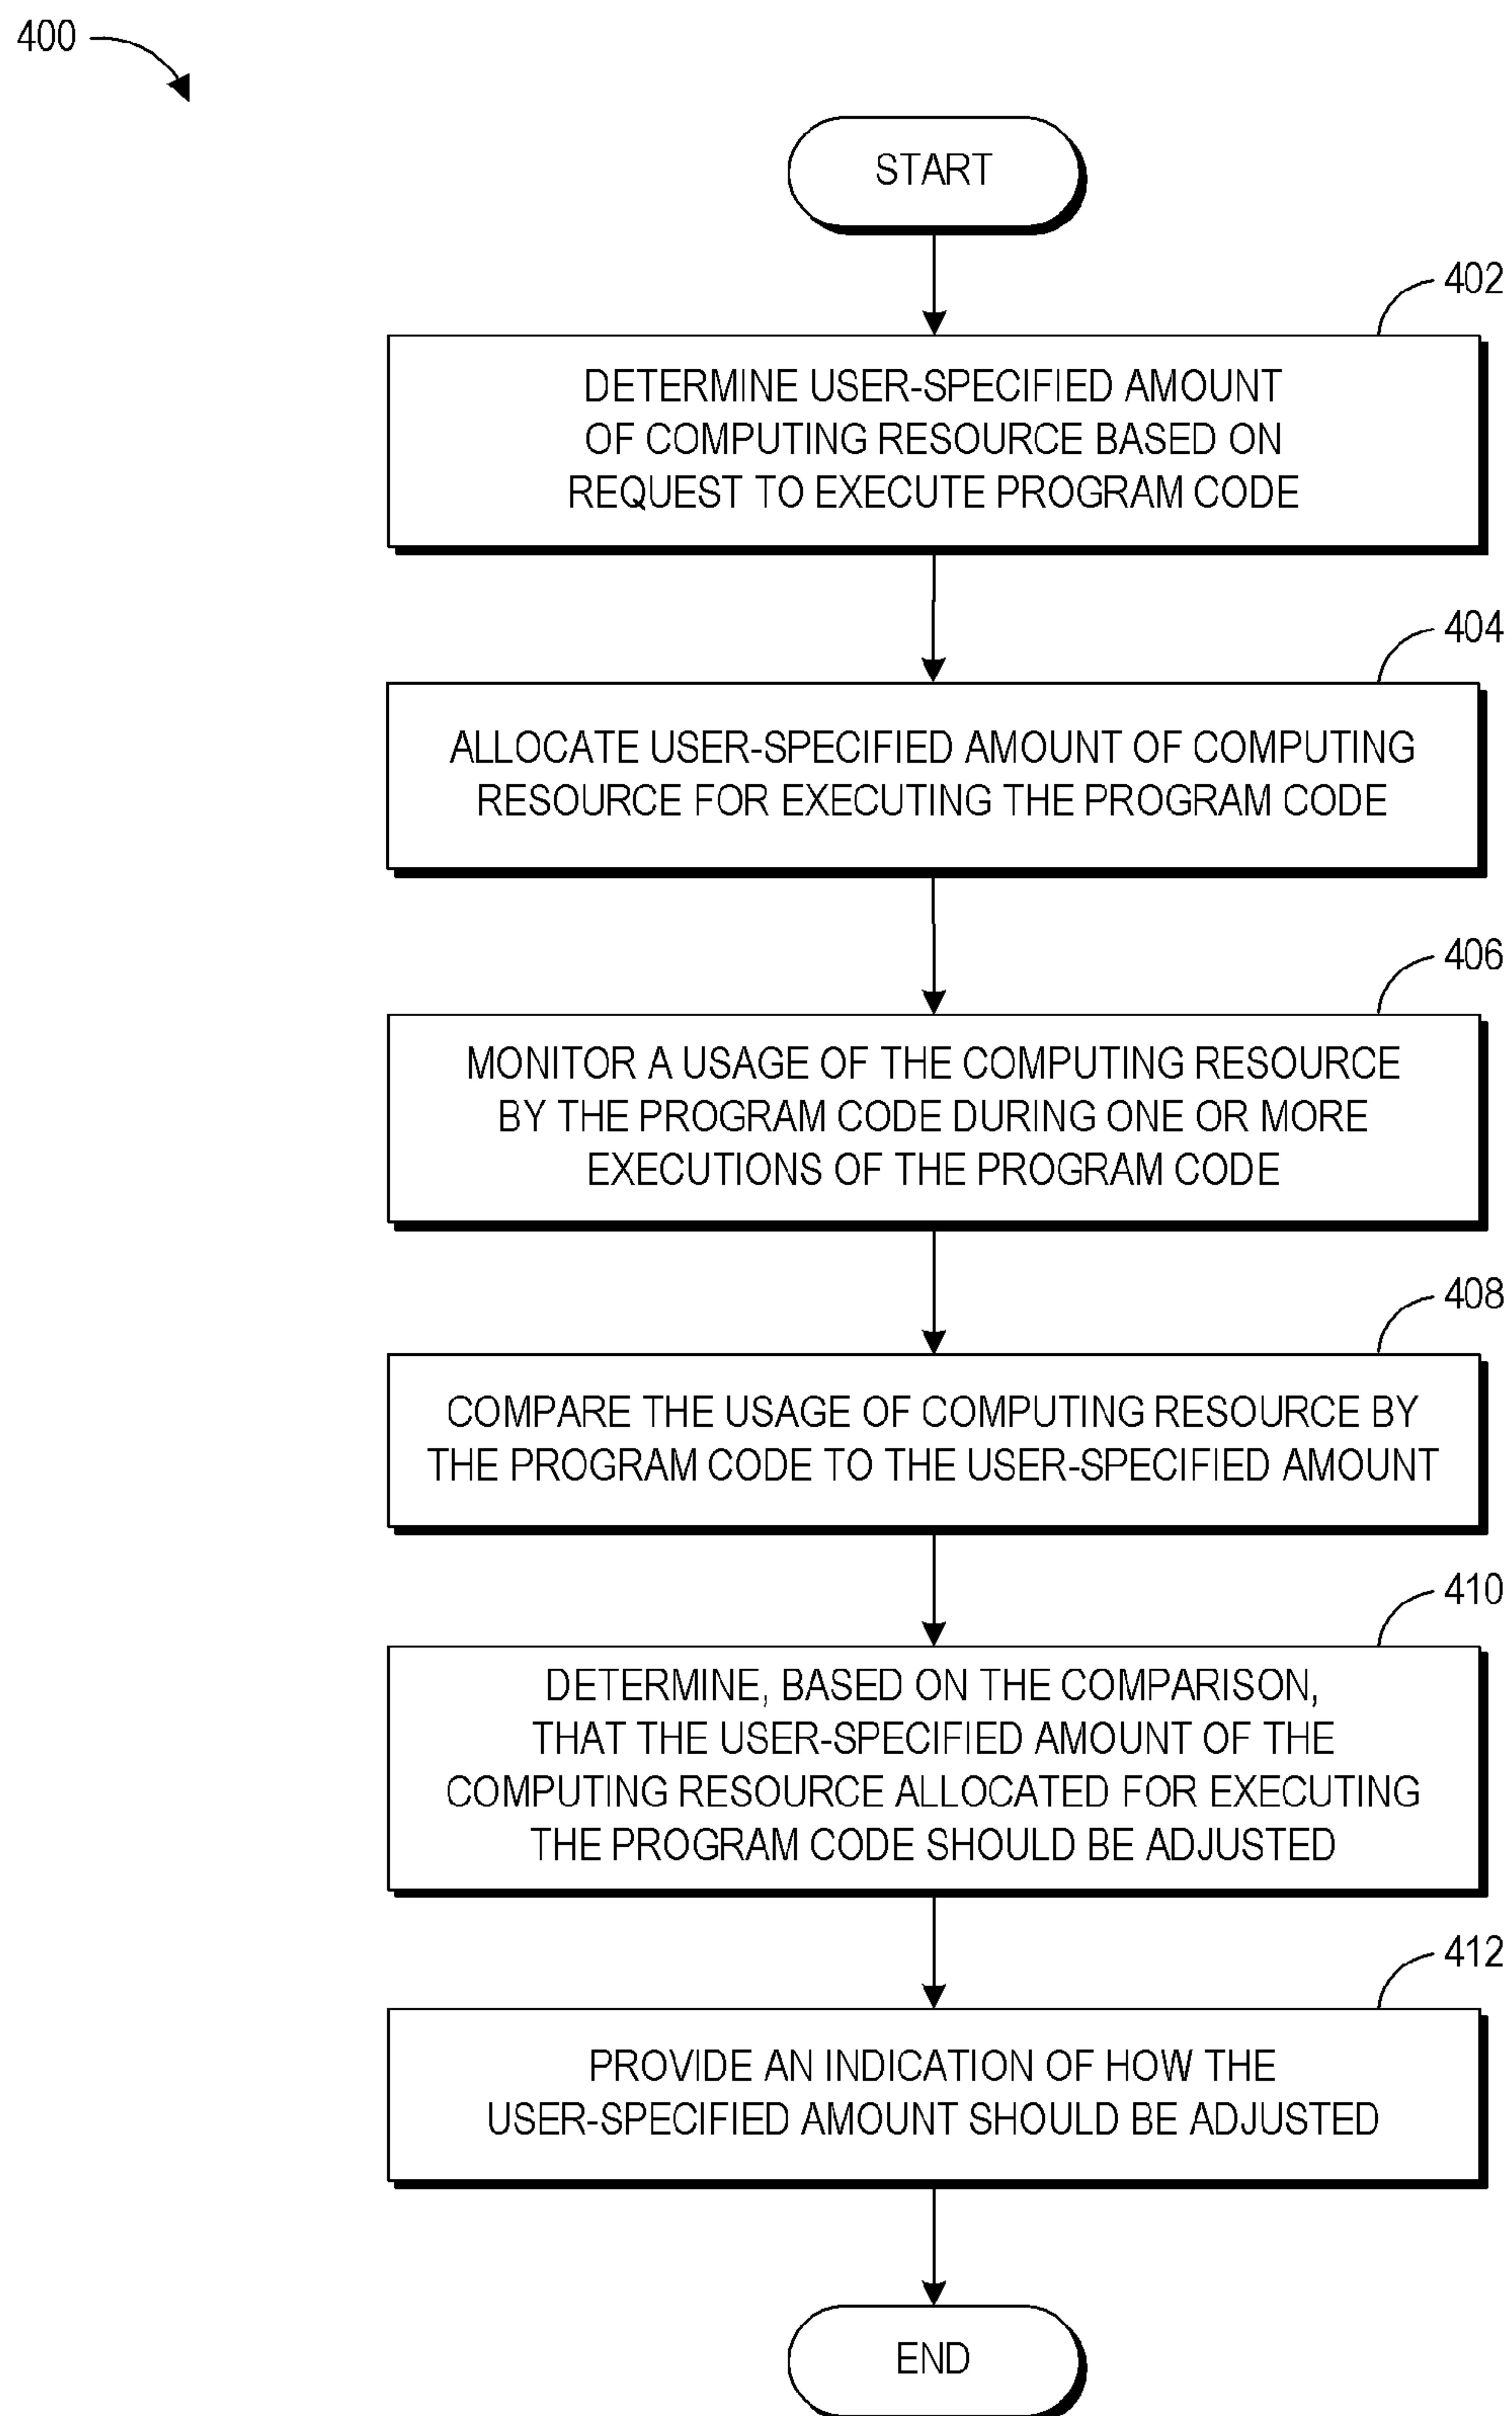 400
START
402
DETERMINE USER-SPECIFIED AMOUNT
OF COMPUTING RESOURCE BASED ON
REQUEST TO EXECUTE PROGRAM CODE
404
ALLOCATE USER-SPECIFIED AMOUNT OF COMPUTING
RESOURCE FOR EXECUTING THE PROGRAM CODE
406
MONITOR A USAGE OF THE COMPUTING RESOURCE
BY THE PROGRAM CODE DURING ONE OR MORE
EXECUTIONS OF THE PROGRAM CODE
408
COMPARE THE USAGE OF COMPUTING RESOURCE BY
THE PROGRAM CODE TO THE USER-SPECIFIED AMOUNT
410
DETERMINE, BASED ON THE COMPARISON,
THAT THE USER-SPECIFIED AMOUNT OF THE
COMPUTING RESOURCE ALLOCATED FOR EXECUTING
THE PROGRAM CODE SHOULD BE ADJUSTED
412
PROVIDE AN INDICATION OF HOW THE
USER-SPECIFIED AMOUNT SHOULD BE ADJUSTED
END